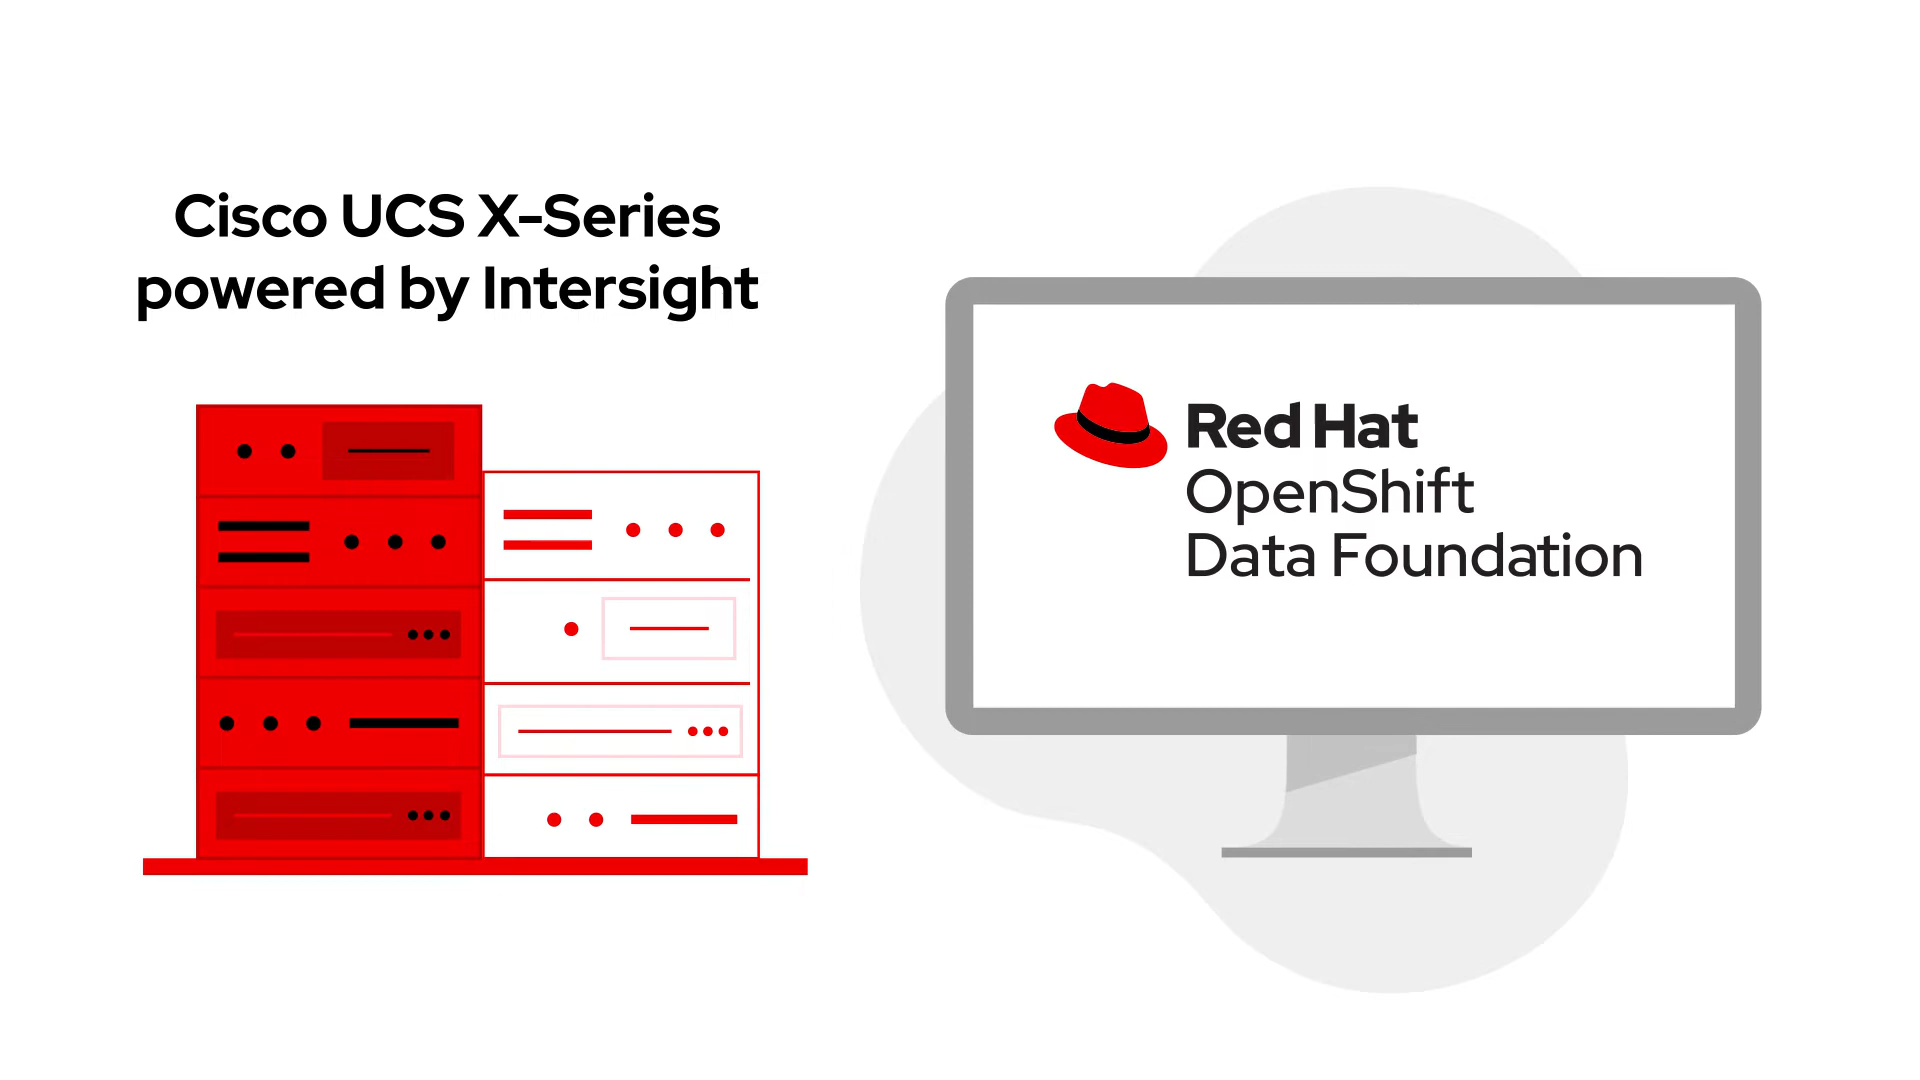 Cisco UCS X-Series
powered by Intersight
Red Hat
OpenShift
Data Foundation